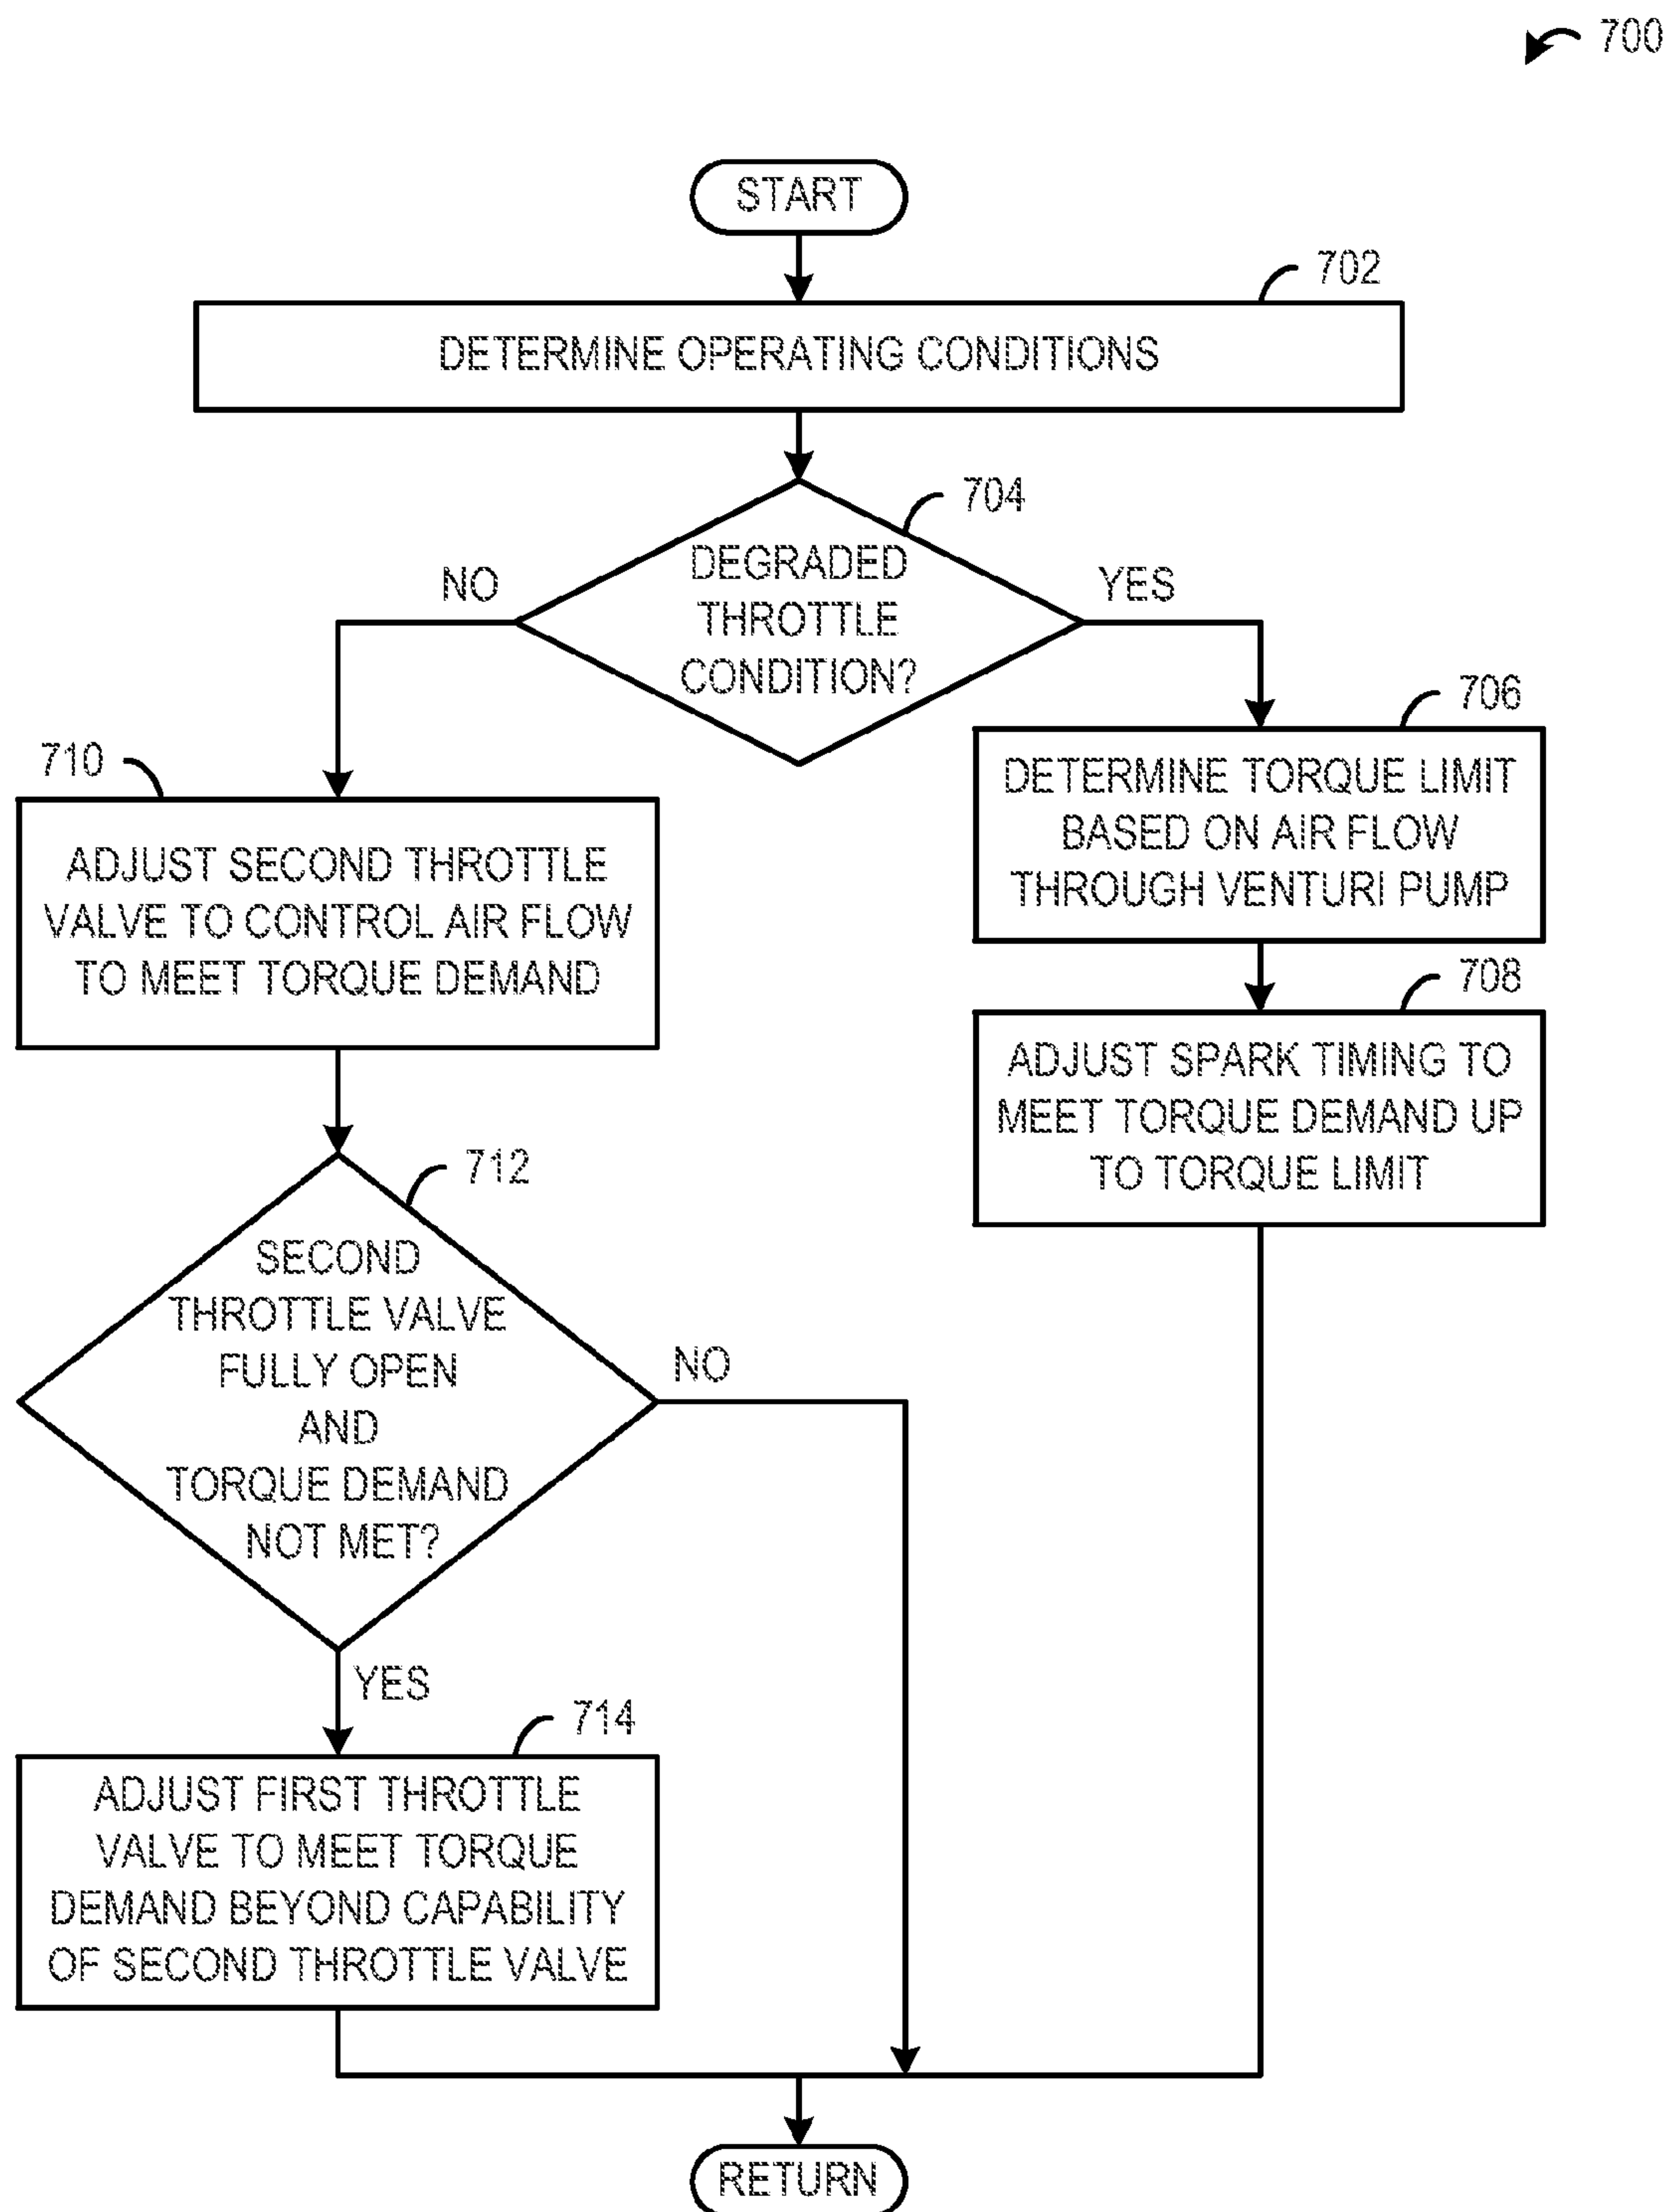 700
START
702
DETERMINE OPERATING CONDITIONS
704
DEGRADED
THROTTLE
CONDITION?
NO
YES
706
DETERMINE TORQUE LIMIT
BASED ON AIR FLOW
THROUGH VENTURI PUMP
710
ADJUST SECOND THROTTLE
VALVE TO CONTROL AIR FLOW
TO MEET TORQUE DEMAND
708
ADJUST SPARK TIMING TO
MEET TORQUE DEMAND UP
TO TORQUE LIMIT
712
SECOND
THROTTLE VALVE
FULLY OPEN
AND
TORQUE DEMAND
NOT MET?
NO
YES
714
ADJUST FIRST THROTTLE
VALVE TO MEET TORQUE
DEMAND BEYOND CAPABILITY
OF SECOND THROTTLE VALVE
RETURN